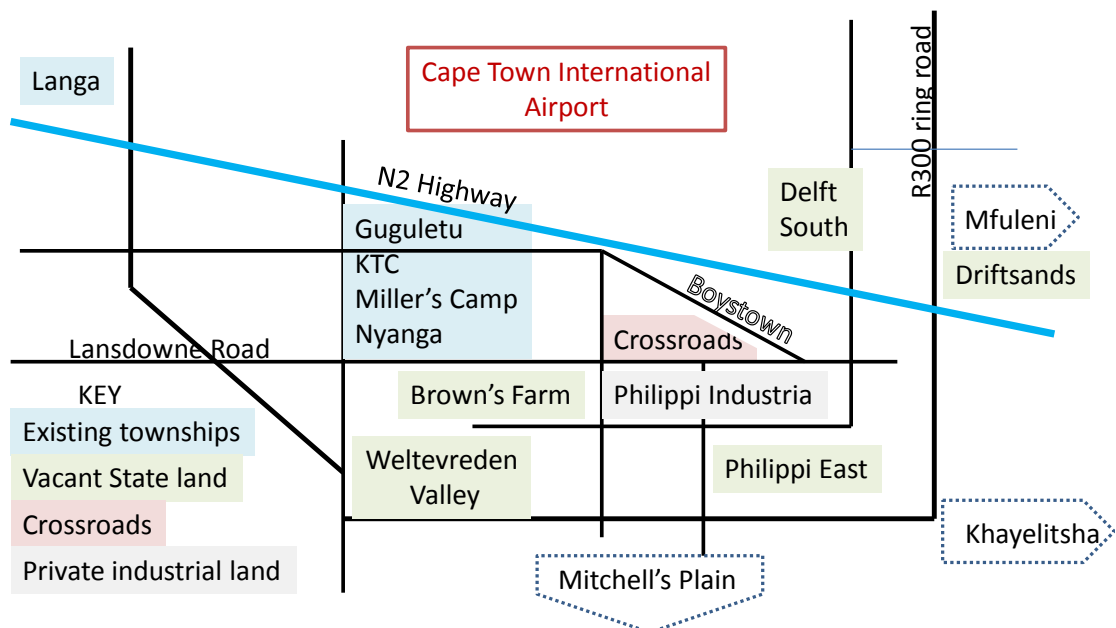 Cape Town International
Airport
Langa
R300 ring road
N2 Highway
Delft
South
Mfuleni
Guguletu
KTC
Miller’s Camp
Nyanga
Driftsands
Boystown
Crossroads
Lansdowne Road
KEY
Existing townships
Vacant State land
Crossroads
Private industrial land
Brown’s Farm
Philippi Industria
Weltevreden
Valley
Philippi East
Khayelitsha
Mitchell’s Plain